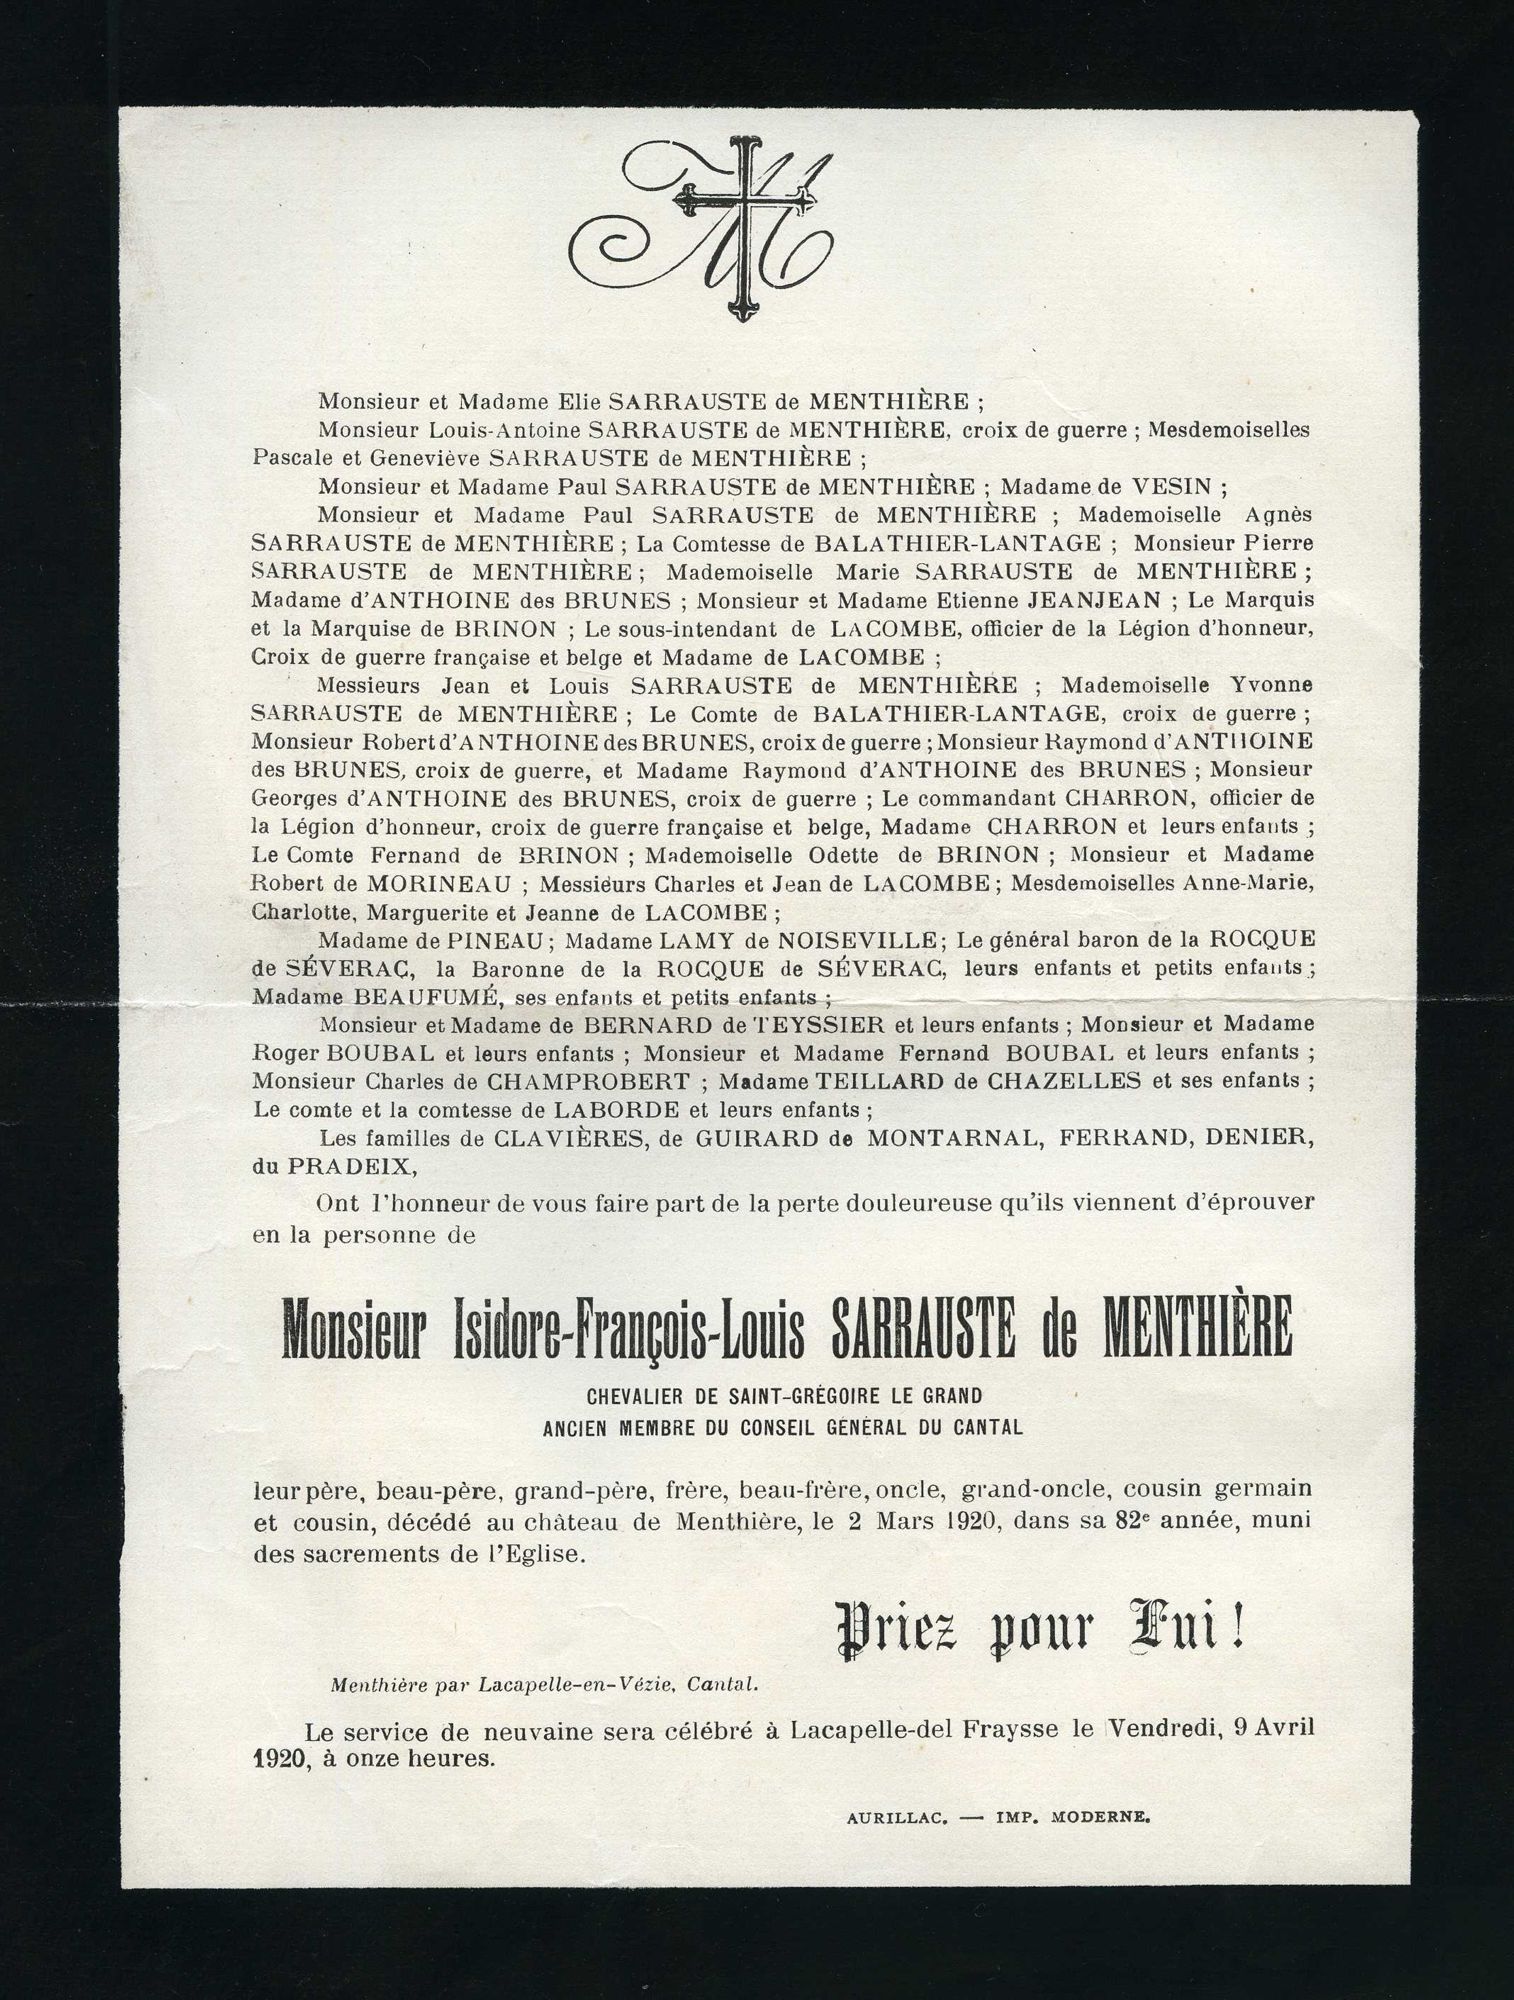 M
Monsieur et Madame Elie SARRAUSTE de MENTHIÈRE ;
Monsieur Louis-Antoine SARRAUSTE de MENTHIÈRE, croix de guerre ; Mesdemoiselles
Pascale et Geneviève SARRAUSTE de MENTHIÈRE ;
Monsieur et Madame Paul SARRAUSTE de MENTHIÈRE ; Madame de VESIN ;
Monsieur et Madame Paul SARRAUSTE de MENTHIÈRE ; Mademoiselle Agnès
SARRAUSTE de MENTHIÈRE ; La Comtesse de BALATHIER-LANTAGE ; Monsieur Pierre
SARRAUSTE de MENTHIÈRE ; Mademoiselle Marie SARRAUSTE de MENTHIÈRE ;
Madame d'ANTHOINE des BRUNES ; Monsieur et Madame Etienne JEANJEAN ; Le Marquis
et la Marquise de BRINON ; Le sous-intendant de LACOMBE, officier de la Légion d'honneur,
Croix de guerre française et belge et Madame de LACOMBE ;
Messieurs Jean et Louis SARRAUSTE de MENTHIÈRE ; Mademoiselle Yvonne
SARRAUSTE de MENTHIÈRE ; Le Comte de BALATHIER-LANTAGE, croix de guerre ;
Monsieur Robert d'ANTHOINE des BRUNES, croix de guerre ; Monsieur Raymond d'ANTHOINE
des BRUNES, croix de guerre, et Madame Raymond d'ANTHOINE des BRUNES ; Monsieur
Georges d'ANTHOINE des BRUNES, croix de guerre ; Le commandant CHARRON, officier de
la Légion d'honneur, croix de guerre française et belge, Madame CHARRON et leurs enfants ;
Le Comte Fernand de BRINON ; Mademoiselle Odette de BRINON ; Monsieur et Madame
Robert de MORINEAU ; Messieurs Charles et Jean de LACOMBE ; Mesdemoiselles Anne-Marie,
Charlotte, Marguerite et Jeanne de LACOMBE ;
Madame de PINEAU ; Madame LAMY de NOISEVILLE ; Le général baron de la ROCQUE
de SÉVERAC, la Baronne de la ROCQUE de SÉVERAC, leurs enfants et petits enfants ;
Madame BEAUFUMÉ, ses enfants et petits enfants ;
Monsieur et Madame de BERNARD de TEYSSIER et leurs enfants ; Monsieur et Madame
Roger BOUBAL et leurs enfants ; Monsieur et Madame Fernand BOUBAL et leurs enfants ;
Monsieur Charles de CHAMPROBERT ; Madame TEILLARD de CHAZELLES et ses enfants ;
Le comte et la comtesse de LABORDE et leurs enfants ;
Les familles de CLAVIÈRES, de GUIRARD de MONTARNAL, FERRAND, DENIER,
du PRADEIX,
Ont l'honneur de vous faire part de la perte douleureuse qu'ils viennent d'éprouver
en la personne de
Monsieur Isidore-François-Louis SARRAUSTE de MENTHIÈRE
CHEVALIER DE SAINT-GRÉGOIRE LE GRAND
ANCIEN MEMBRE DU CONSEIL GÉNÉRAL DU CANTAL
leur père, beau-père, grand-père, frère, beau-frère, oncle, grand-oncle, cousin germain
et cousin, décédé au château de Menthière, le 2 Mars 1920, dans sa 82e année, muni
des sacrements de l'Eglise.
Priez pour Lui !
Menthière par Lacapelle-en-Vézie, Cantal.
Le service de neuvaine sera célébré à Lacapelle-del Fraysse le Vendredi, 9 Avril
1920, à onze heures.
AURILLAC. — IMP. MODERNE.